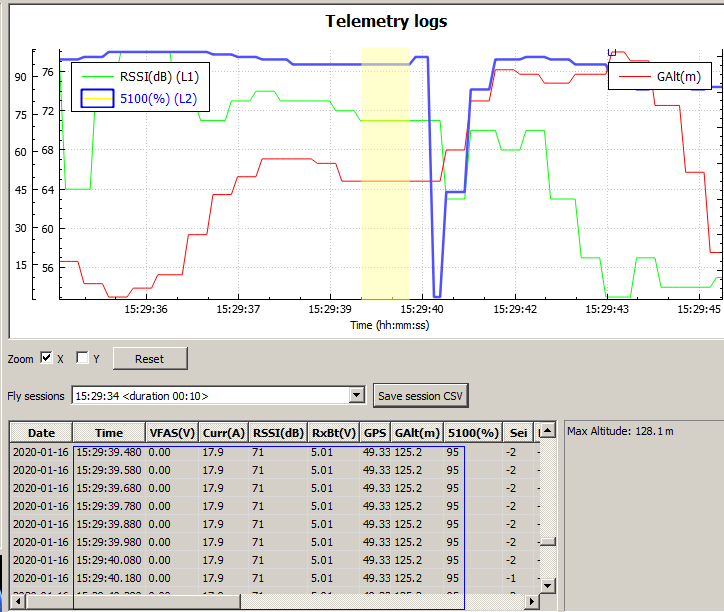 Telemetry logs
RSSI(dB) (L1)
5100(%) (L2)
GAlt(m)
90
75
60
45
30
15
76
72
68
64
60
56
15:29:36 15:29:37 15:29:39 15:29:40 15:29:42 15:29:43 15:29:45
Time (hh:mm:ss)
Zoom X Y Reset
Fly sessions 15:29:34 <duration 00:10> Save session CSV
Date Time VFAS(V) Curr(A) RSSI(dB) RxBt(V) GPS GAlt(m) 5100(%) Sei
2020-01-16 15:29:39.480 0.00 17.9 71 5.01 49.33 125.2 95 -2
2020-01-16 15:29:39.580 0.00 17.9 71 5.01 49.33 125.2 95 -2
2020-01-16 15:29:39.680 0.00 17.9 71 5.01 49.33 125.2 95 -2
2020-01-16 15:29:39.780 0.00 17.9 71 5.01 49.33 125.2 95 -2
2020-01-16 15:29:39.880 0.00 17.9 71 5.01 49.33 125.2 95 -2
2020-01-16 15:29:39.980 0.00 17.9 71 5.01 49.33 125.2 95 -2
2020-01-16 15:29:40.080 0.00 17.9 71 5.01 49.33 125.2 95 -2
2020-01-16 15:29:40.180 0.00 17.9 71 5.01 49.33 125.2 95 -1
Max Altitude: 128.1 m